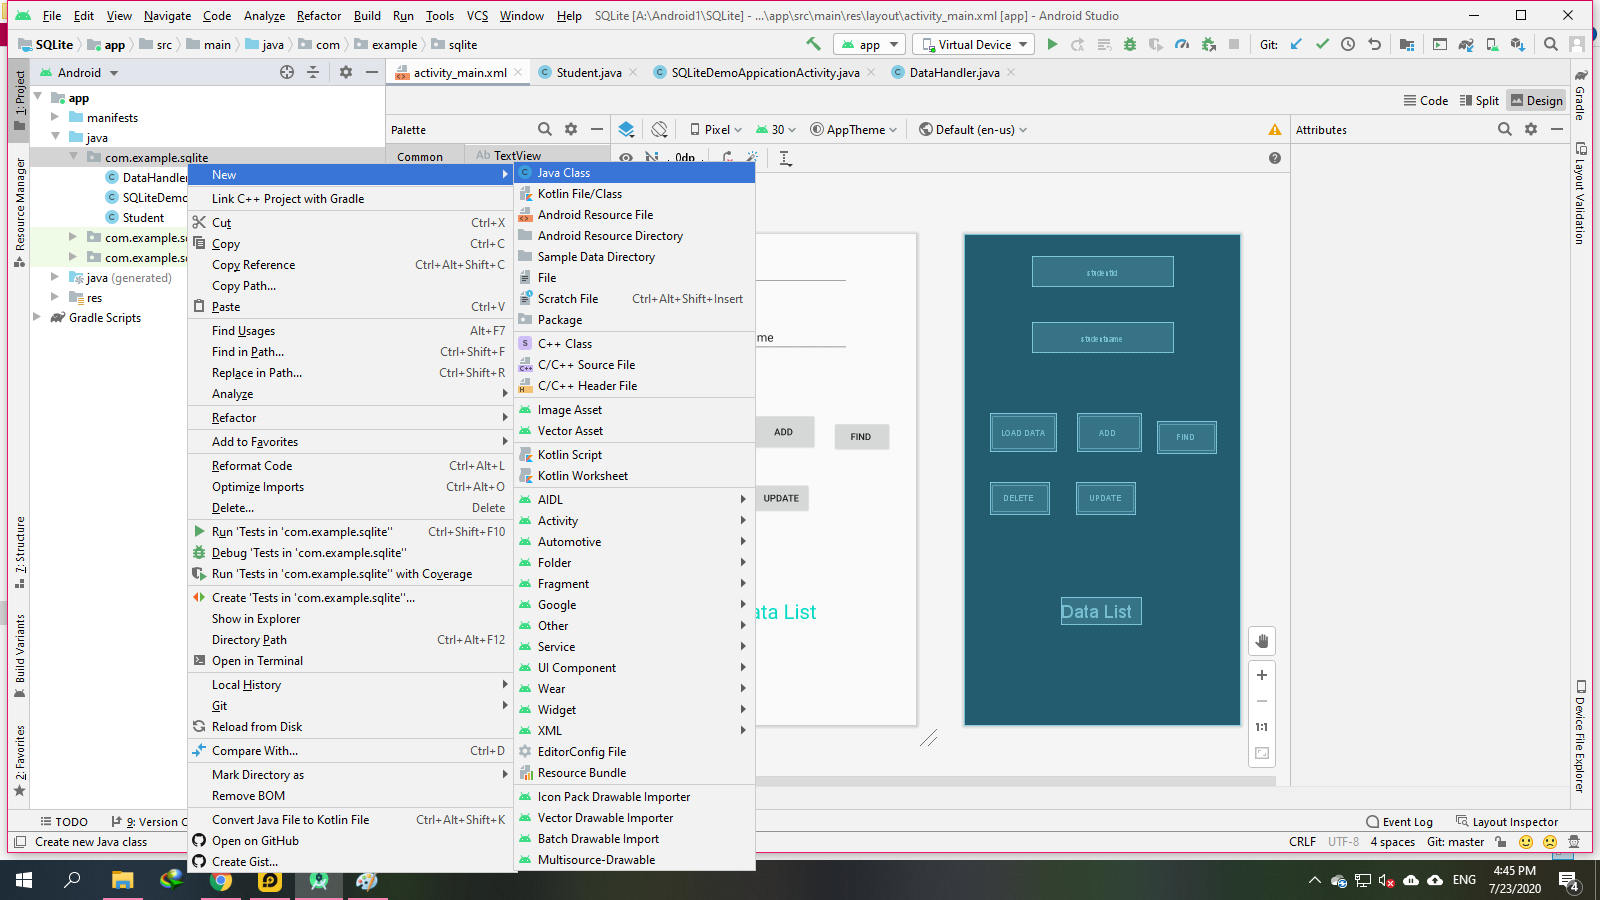 File Edit View Navigate Code Analyze Refactor Build Run Tools VCS Window Help SQLite [A:\Android1\SQLite] - ...\app\src\main\res\layout\activity_main.xml [app] - Android Studio
SQLite app src main java com example sqlite app Virtual Device Git:
Android activity_main.xml Student.java SQLiteDemoAppicationActivity.java DataHandler.java
Code Split Design
1: Project
Resource Manager
7: Structure
Build Variants
2: Favorites
app
manifests
java
com.example.sqlite
DataHandler
SQLiteDemo
Student
com.example.s
com.example.s
java (generated)
res
Gradle Scripts
Palette Pixel 30 AppTheme Default (en-us) Attributes
Common Ab TextView 0dp
New
Link C++ Project with Gradle
Cut Ctrl+X
Copy Ctrl+C
Copy Reference Ctrl+Alt+Shift+C
Copy Path...
Paste Ctrl+V
Find Usages Alt+F7
Find in Path... Ctrl+Shift+F
Replace in Path... Ctrl+Shift+R
Analyze
Refactor
Add to Favorites
Reformat Code Ctrl+Alt+L
Optimize Imports Ctrl+Alt+O
Delete... Delete
Run 'Tests in 'com.example.sqlite'' Ctrl+Shift+F10
Debug 'Tests in 'com.example.sqlite''
Run 'Tests in 'com.example.sqlite'' with Coverage
Create 'Tests in 'com.example.sqlite''...
Show in Explorer
Directory Path Ctrl+Alt+F12
Open in Terminal
Local History
Git
Reload from Disk
Compare With... Ctrl+D
Mark Directory as
Remove BOM
Convert Java File to Kotlin File Ctrl+Alt+Shift+K
Open on GitHub
Create Gist...
Java Class
Kotlin File/Class
Android Resource File
Android Resource Directory
Sample Data Directory
File
Scratch File Ctrl+Alt+Shift+Insert
Package
S C++ Class
C++ C/C++ Source File
H C/C++ Header File
Image Asset
Vector Asset
Kotlin Script
Kotlin Worksheet
AIDL
Activity
Automotive
Folder
Fragment
Google
Other
Service
UI Component
Wear
Widget
XML
EditorConfig File
Resource Bundle
Icon Pack Drawable Importer
Vector Drawable Importer
Batch Drawable Import
Multisource-Drawable
me
ADD FIND
UPDATE
ata List
studentid
studentname
LOAD DATA ADD FIND
DELETE UPDATE
Data List
1:1
Gradle
Layout Validation
Device File Explorer
TODO 9: Version C Event Log Layout Inspector
Create new Java class CRLF UTF-8 4 spaces Git: master
ENG 4:45 PM
7/23/2020
4